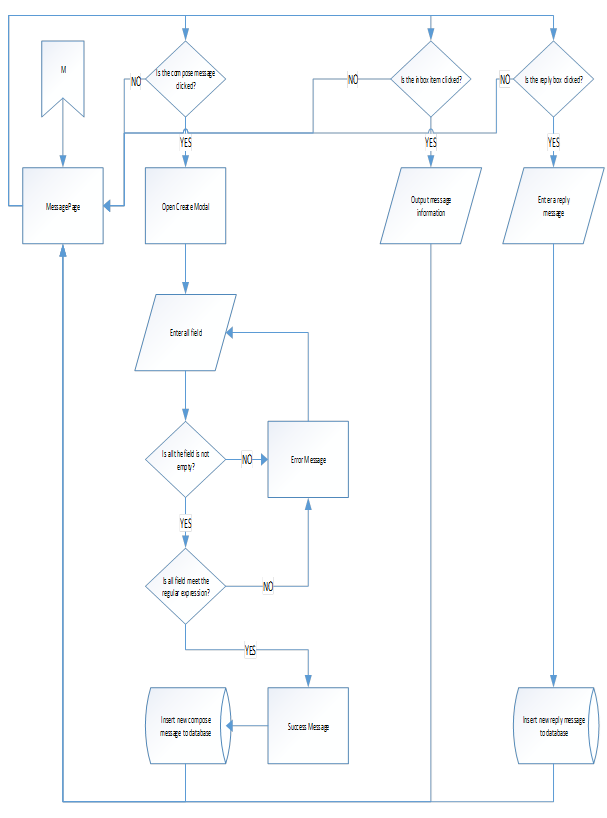 M
Is the compose message
clicked?
NO
Is the inbox item clicked?
NO
Is the reply box clicked?
NO
YES
YES
YES
MessagePage
Open Create Modal
Output message
information
Enter a reply
message
Enter all field
Is all the field is not
empty?
NO
Error Message
YES
Is all field meet the
regular expression?
NO
YES
Insert new compose
message to database
Success Message
Insert new reply message
to database